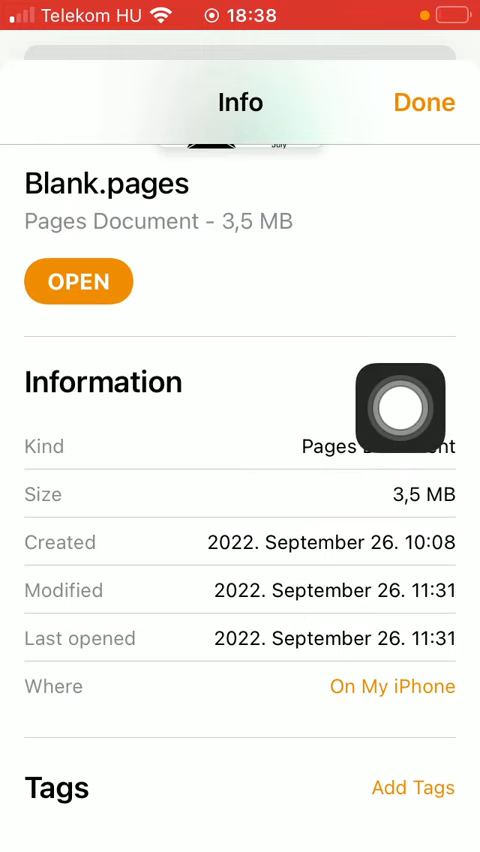 Telekom HU 18:38
Info
Done
July
Blank.pages
Pages Document - 3,5 MB
OPEN
Information
Kind Pages
Size 3,5 MB
Created 2022. September 26. 10:08
Modified 2022. September 26. 11:31
Last opened 2022. September 26. 11:31
Where On My iPhone
Tags Add Tags